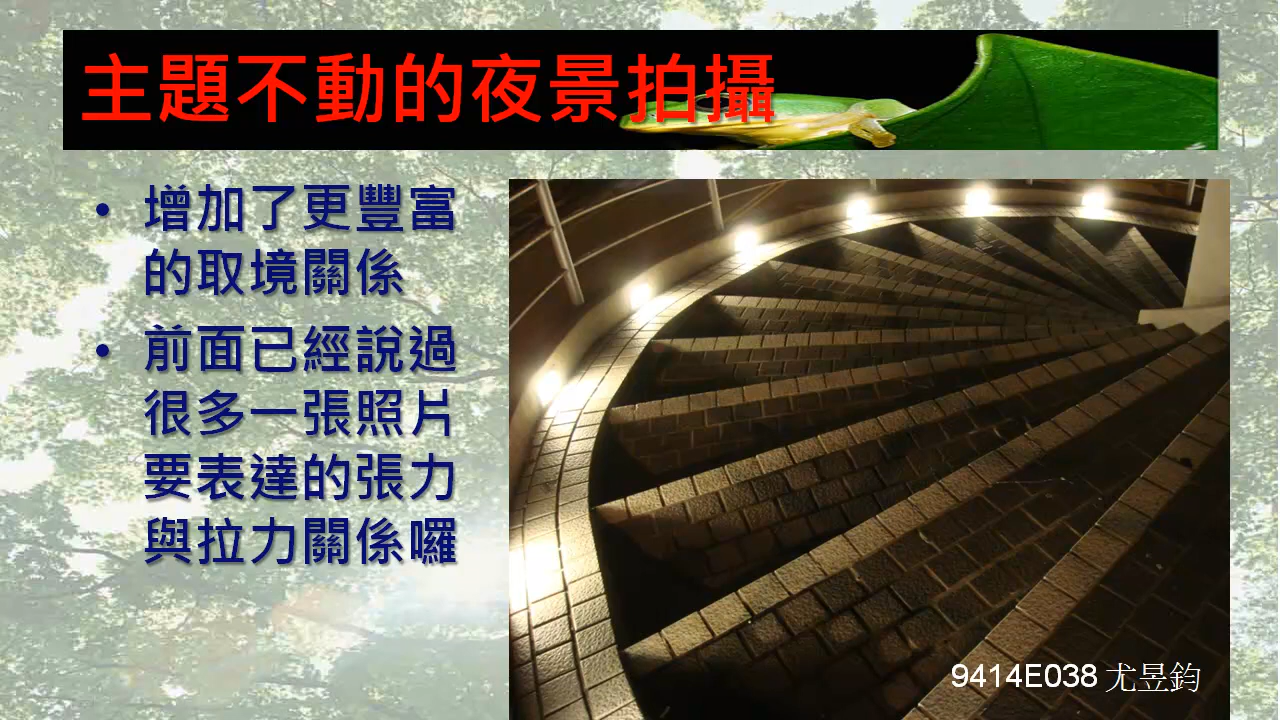 主題不動的夜景拍攝
• 增加了更豐富
的取境關係
• 前面已經說過
很多一張照片
要表達的張力
與拉力關係囉
9414E038 尤昱鈞